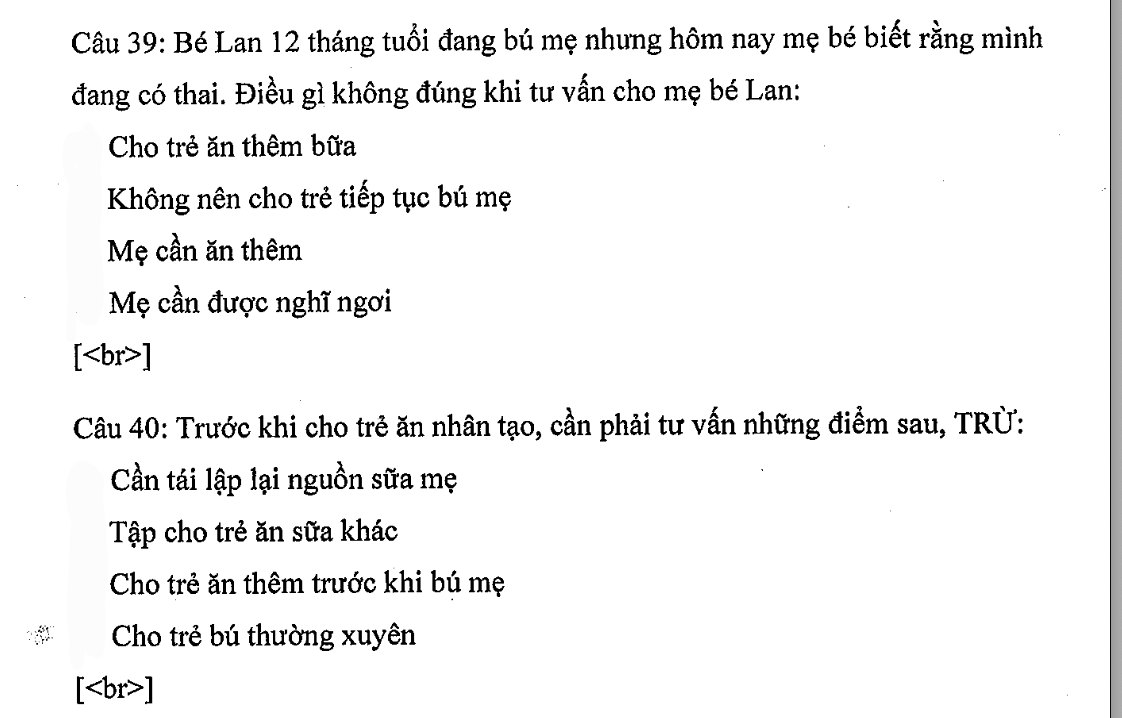 Câu 39: Bé Lan 12 tháng tuổi đang bú mẹ nhưng hôm nay mẹ bé biết rằng mình
đang có thai. Điều gì không đúng khi tư vấn cho mẹ bé Lan:
Cho trẻ ăn thêm bữa
Không nên cho trẻ tiếp tục bú mẹ
Mẹ cần ăn thêm
Mẹ cần được nghĩ ngơi
[<br>]
Câu 40: Trước khi cho trẻ ăn nhân tạo, cần phải tư vấn những điểm sau, TRỪ:
Cần tái lập lại nguồn sữa mẹ
Tập cho trẻ ăn sữa khác
Cho trẻ ăn thêm trước khi bú mẹ
Cho trẻ bú thường xuyên
[<br>]